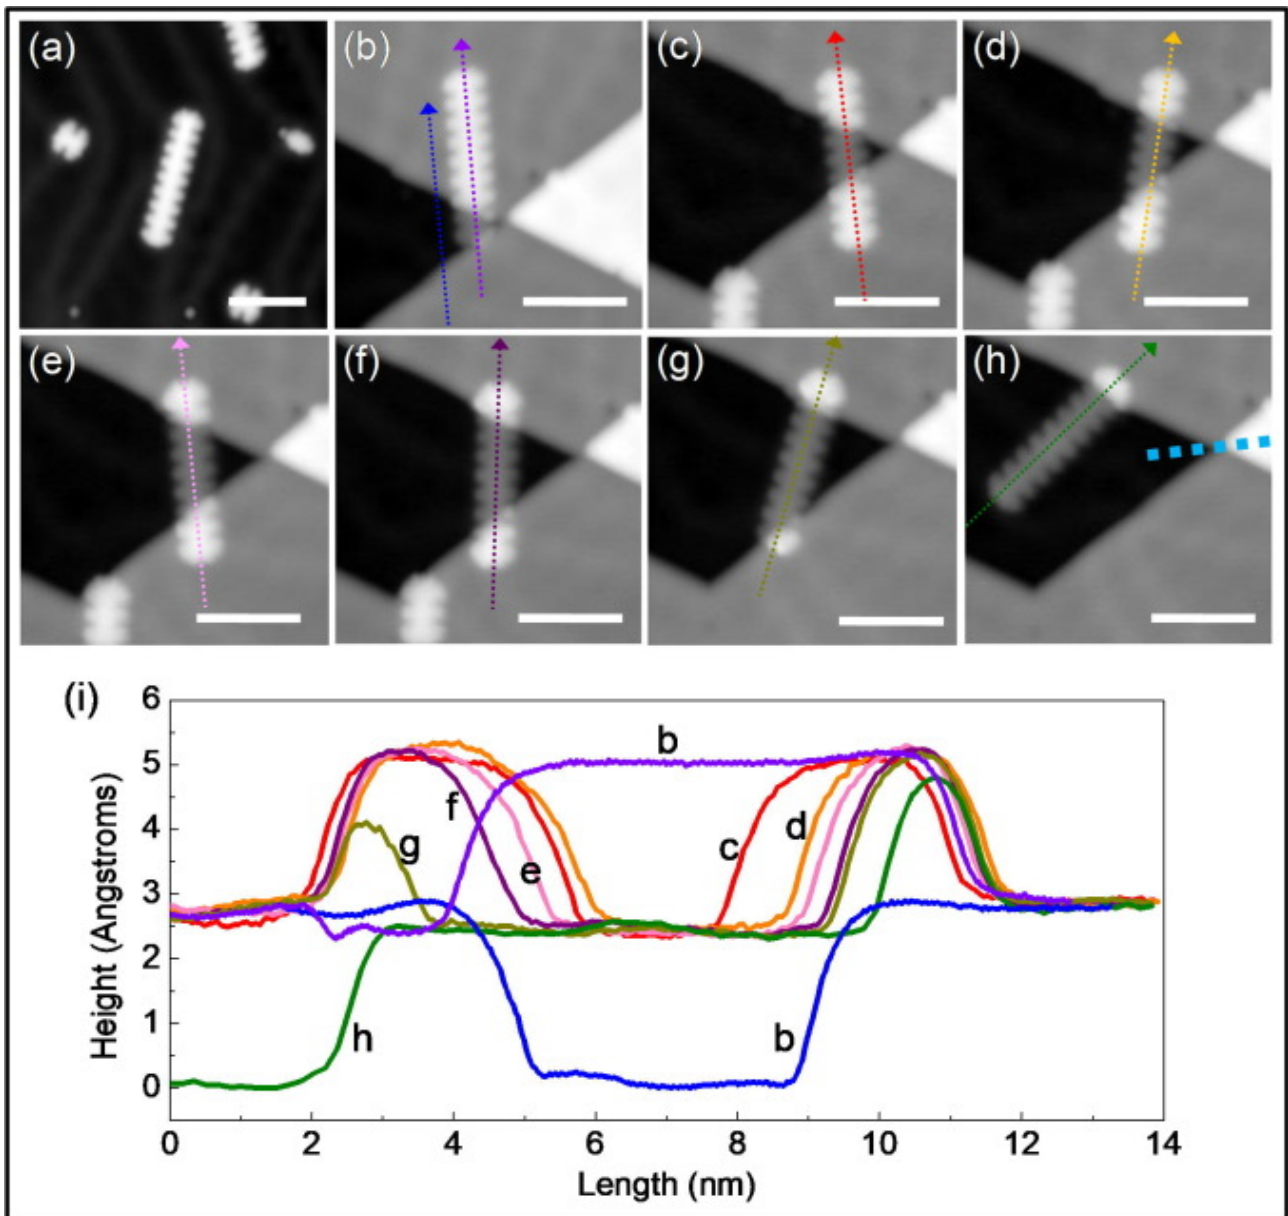 (a) (b) (c) (d)
(e) (f) (g) (h)
(i)
6
5
4
3
2
1
0
Height (Angstroms)
b
f
g
e
c
d
h
b
0 2 4 6 8 10 12 14
Length (nm)